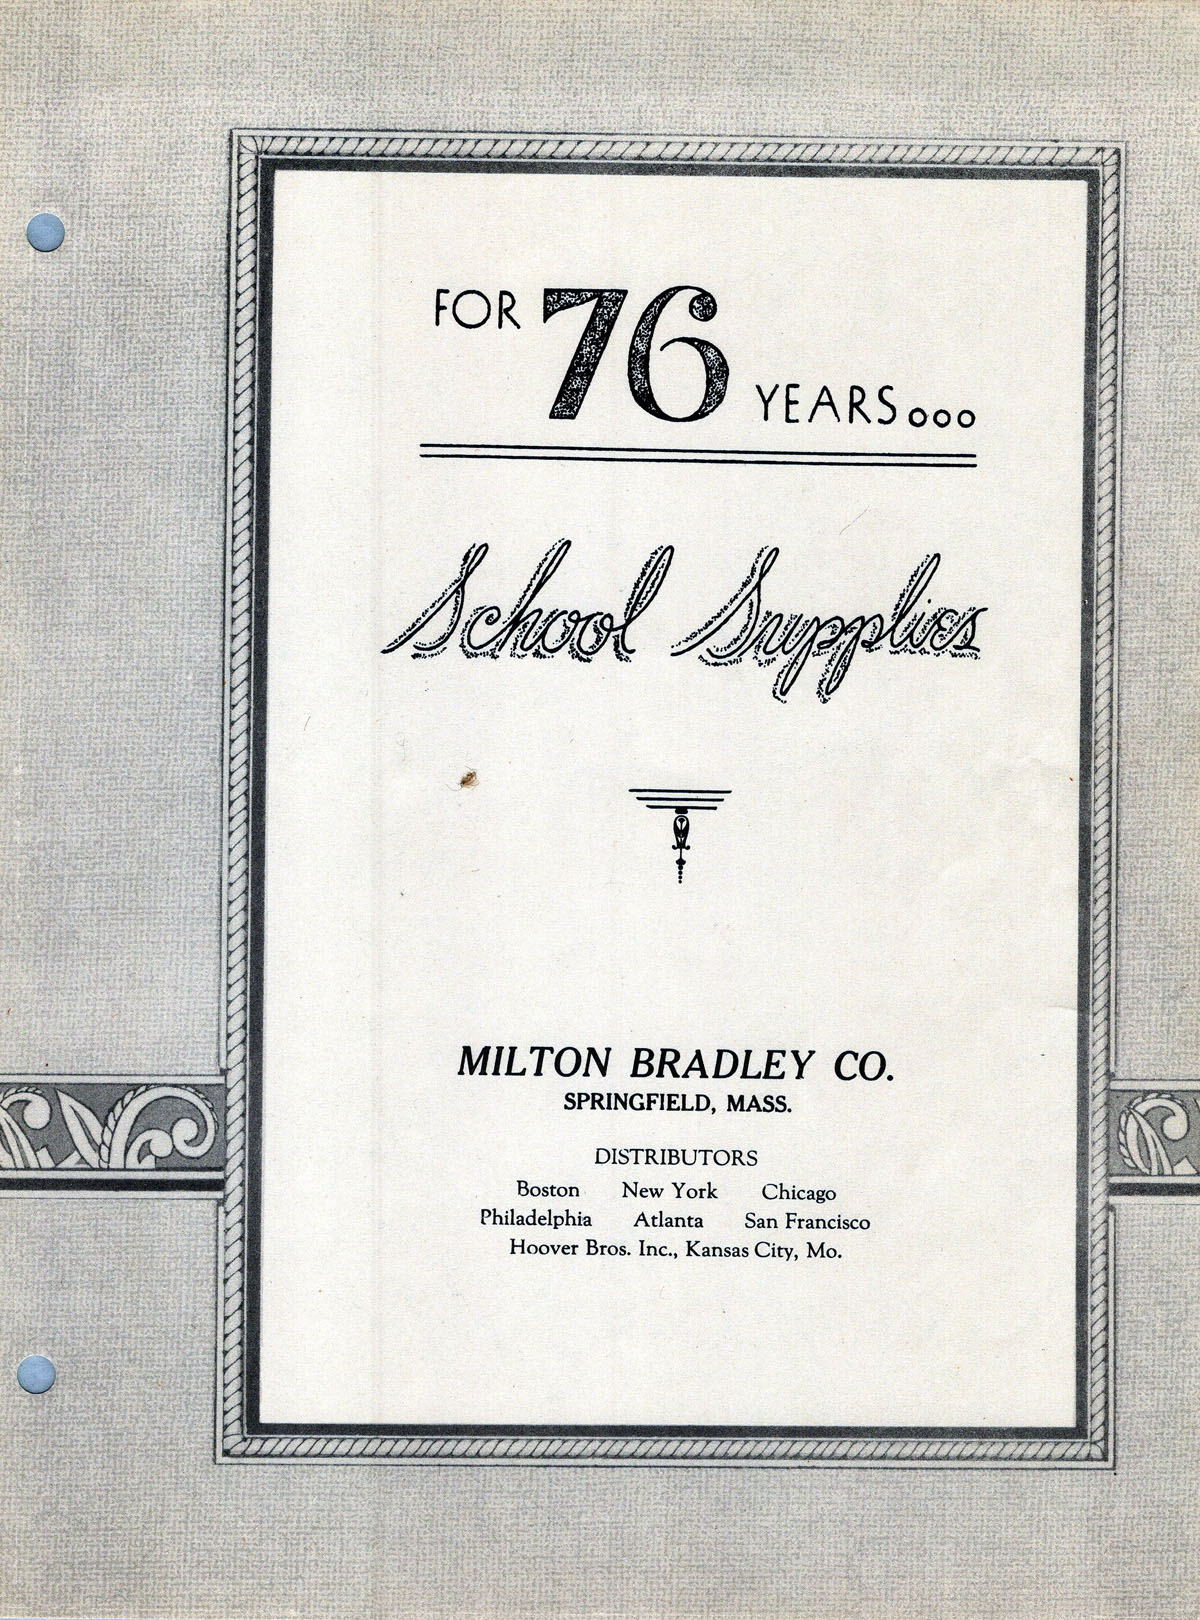 FOR 76 YEARS...
School Supplies
MILTON BRADLEY CO.
SPRINGFIELD, MASS.
DISTRIBUTORS
Boston New York Chicago
Philadelphia Atlanta San Francisco
Hoover Bros. Inc., Kansas City, Mo.